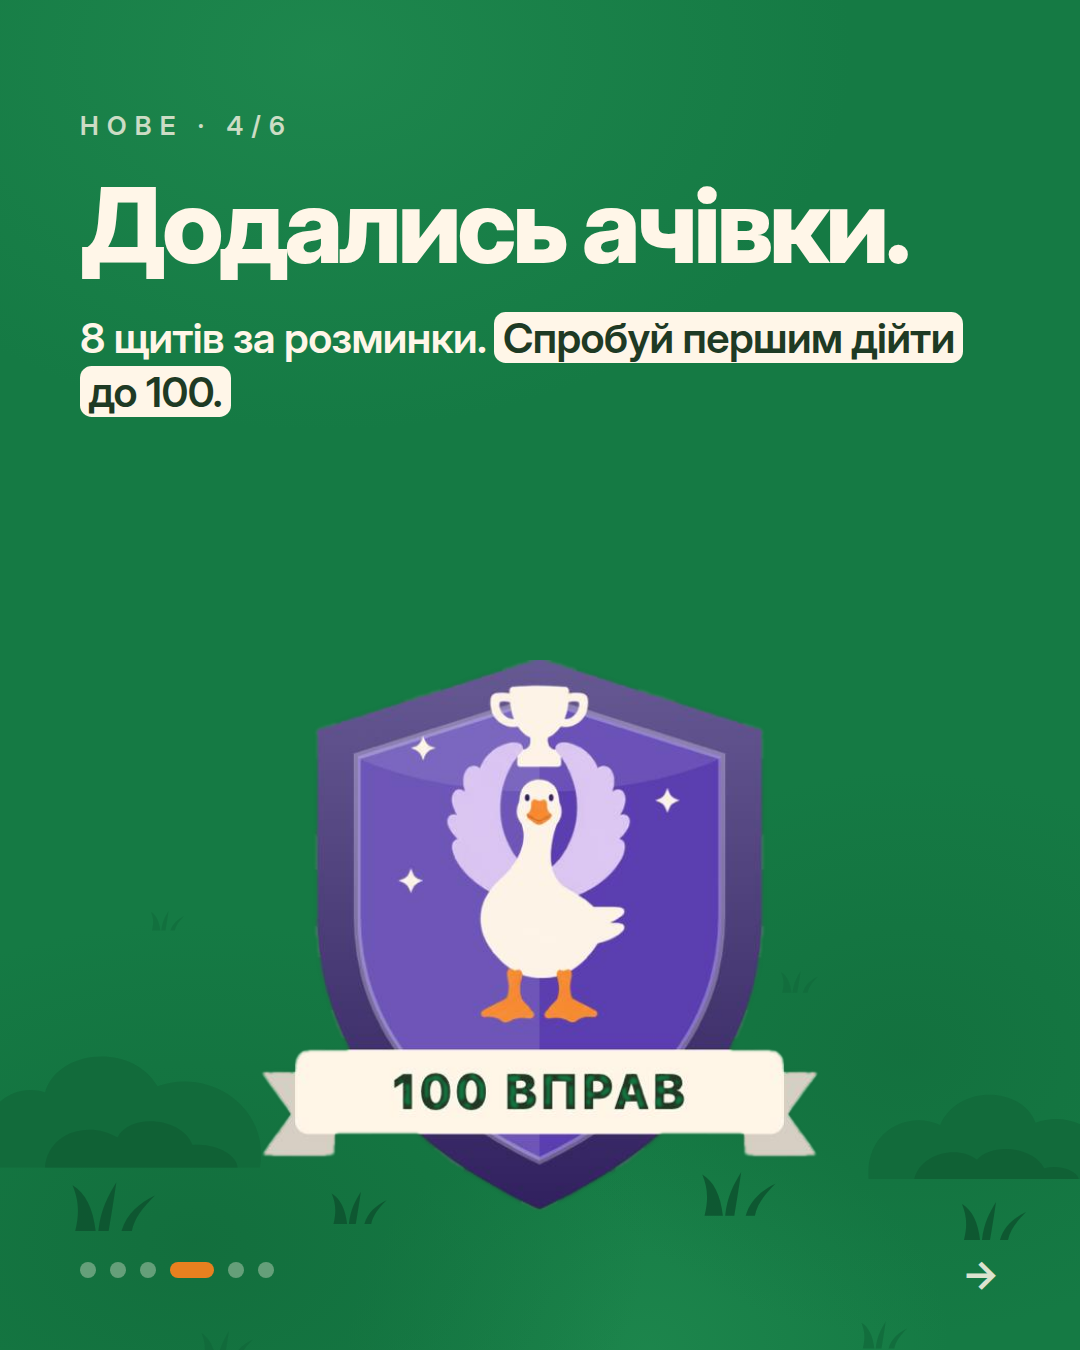 НОВЕ · 4/6
Додались ачівки.
8 щитів за розминки. Спробуй першим дійти
до 100.
100 ВПРАВ